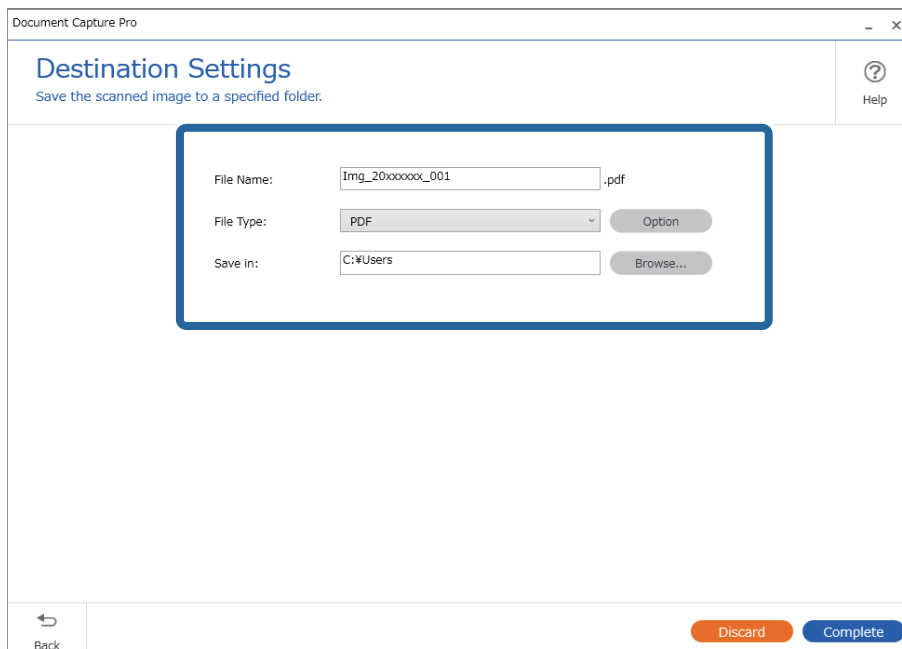 Document Capture Pro
Destination Settings
Save the scanned image to a specified folder.
Help
File Name: Img_20xxxxxx_001 .pdf
File Type: PDF Option
Save in: C:¥Users Browse...
Back
Discard Complete